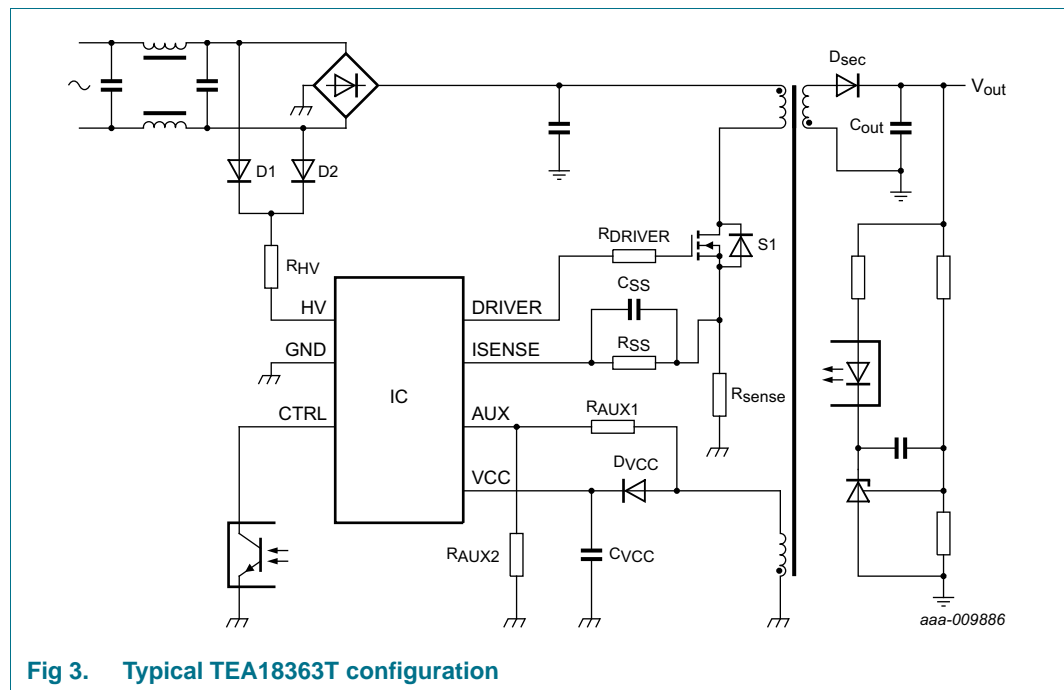 Dsec
Vout
Cout
D1
D2
RDRIVER
S1
RHV
CSS
HV
DRIVER
RSS
GND
ISENSE
IC
Rsense
CTRL
AUX
RAUX1
DVCC
VCC
RAUX2
CVCC
aaa-009886
Fig 3. Typical TEA18363T configuration